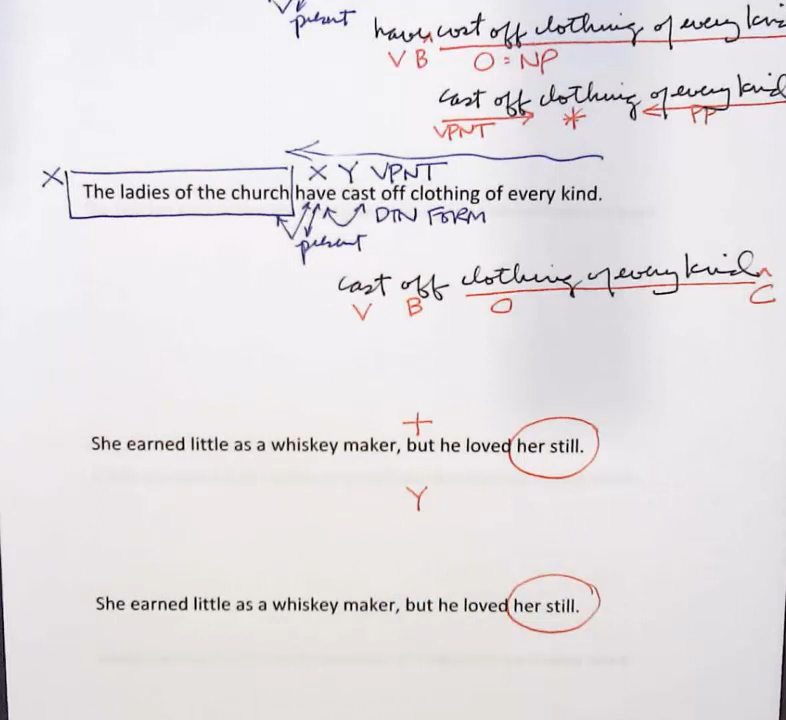 present have cast off clothing of every kin
V B O = NP
cast off clothing of every kind
VPNT * PP
X X Y VPNT
The ladies of the church have cast off clothing of every kind.
DTN FORM
present
cast off clothing of every kind
V B O C
+
She earned little as a whiskey maker, but he loved her still.
Y
She earned little as a whiskey maker, but he loved her still.